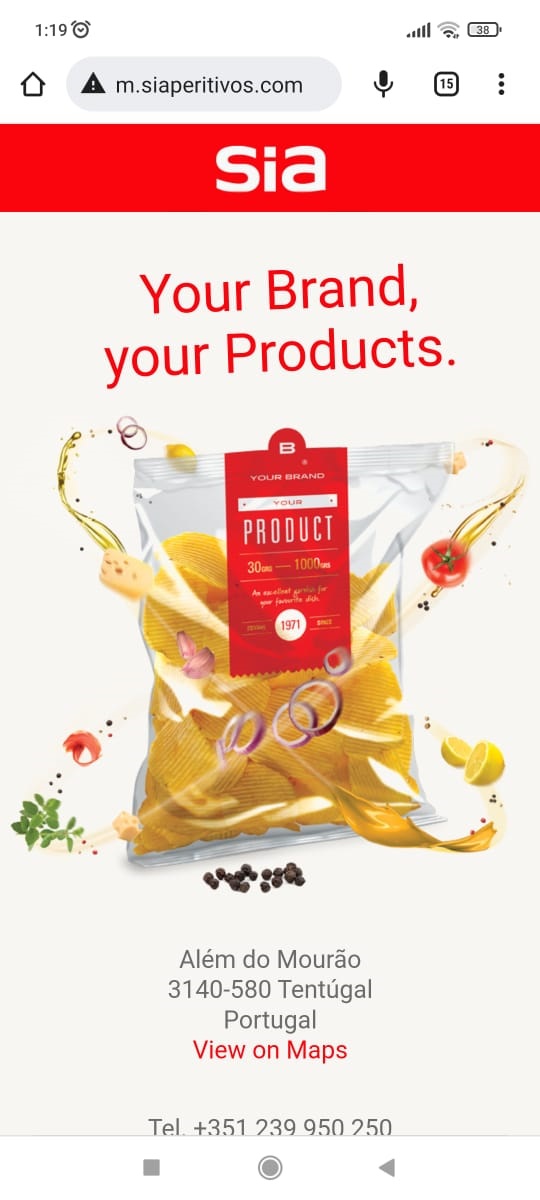 1:19
38
m.siaperitivos.com
15
sia
Your Brand,
your Products.
B
®
YOUR BRAND
YOUR
PRODUCT
30GRS — 1000GRS
An excellent garnish for
your favourite dish.
1971 SINCE
Além do Mourão
3140-580 Tentúgal
Portugal
View on Maps
Tel. +351 239 950 250